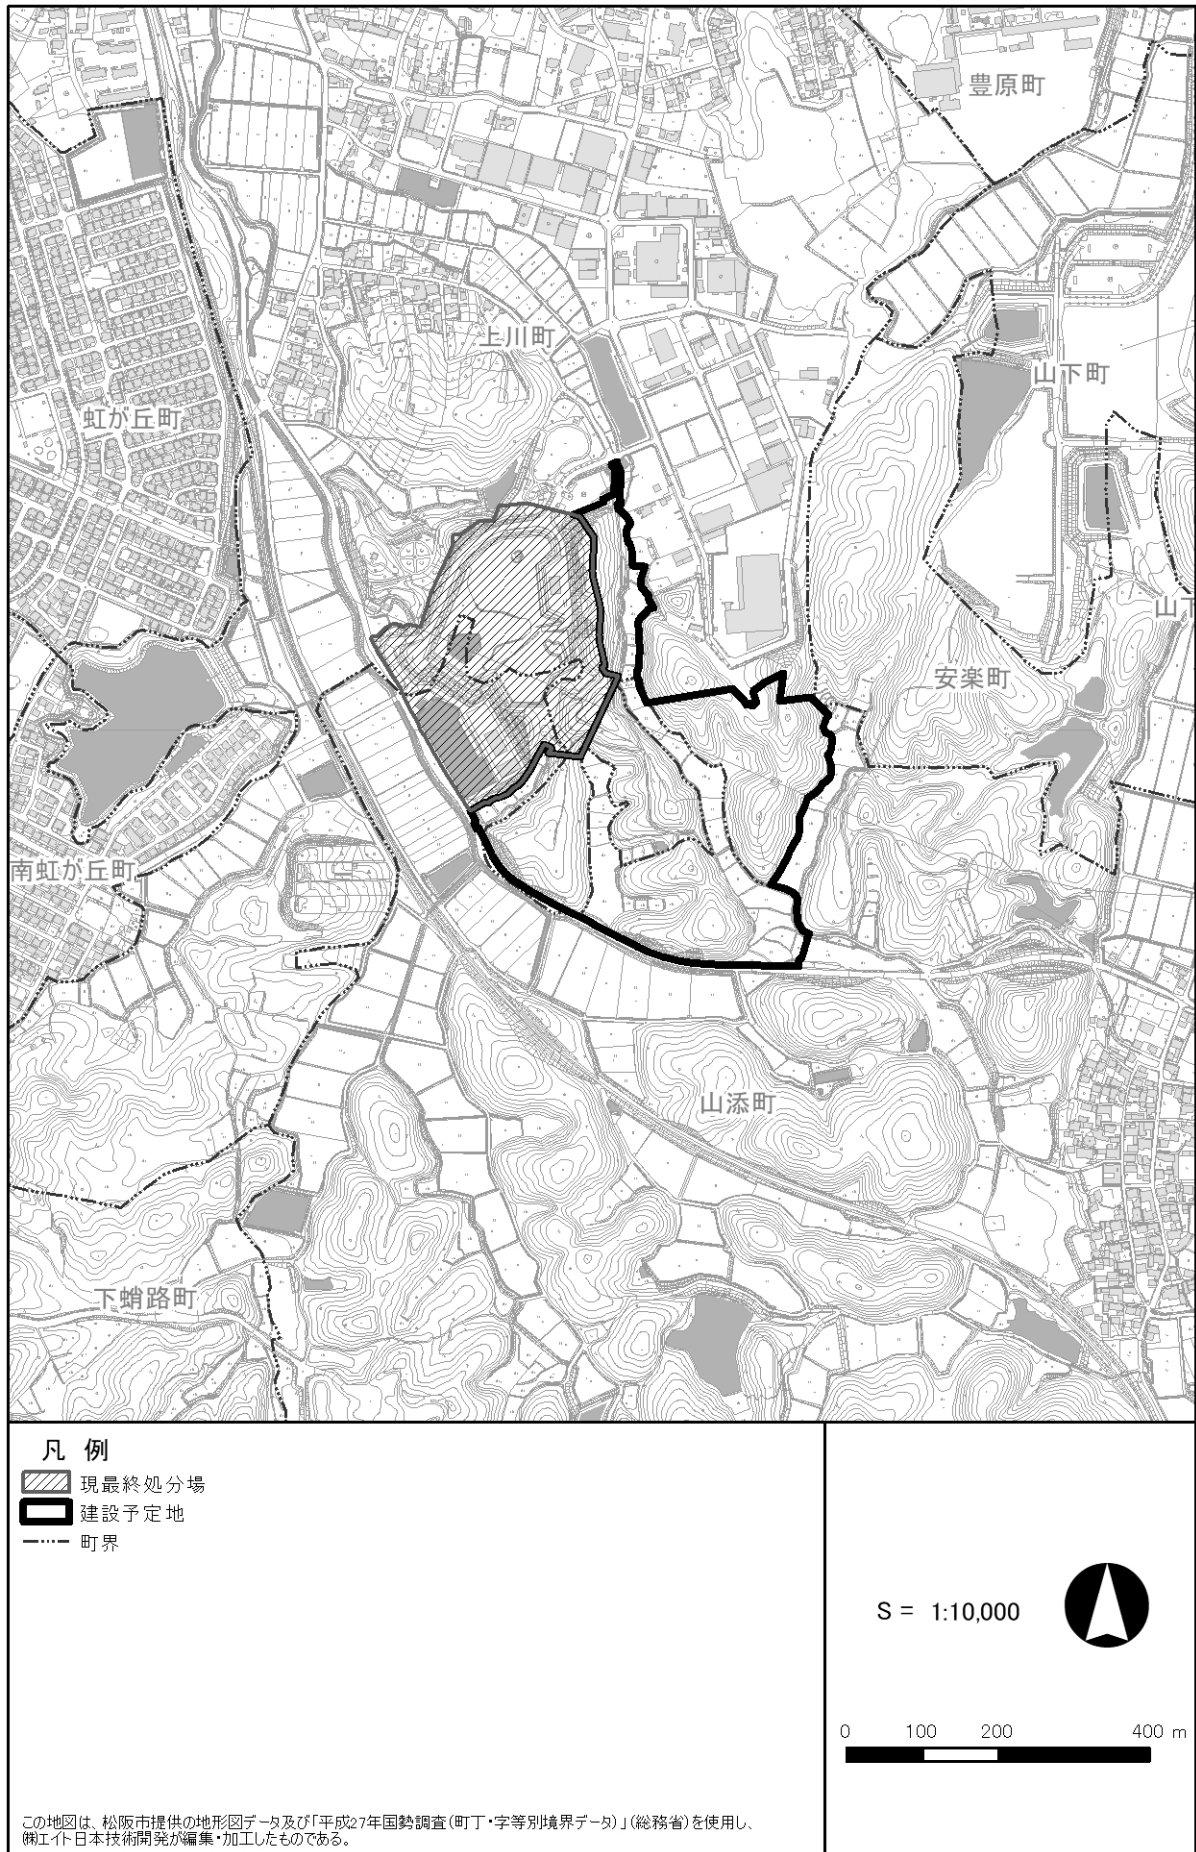 豊原町
上川町
山下町
虹が丘町
山下
安楽町
南虹が丘町
山添町
下蛸路町
凡 例
現最終処分場
建設予定地
町界
S = 1:10,000
0 100 200 400 m
この地図は、松阪市提供の地形図データ及び「平成27年国勢調査(町丁・字等別境界データ)」(総務省)を使用し、
㈱エイト日本技術開発が編集・加工したものである。